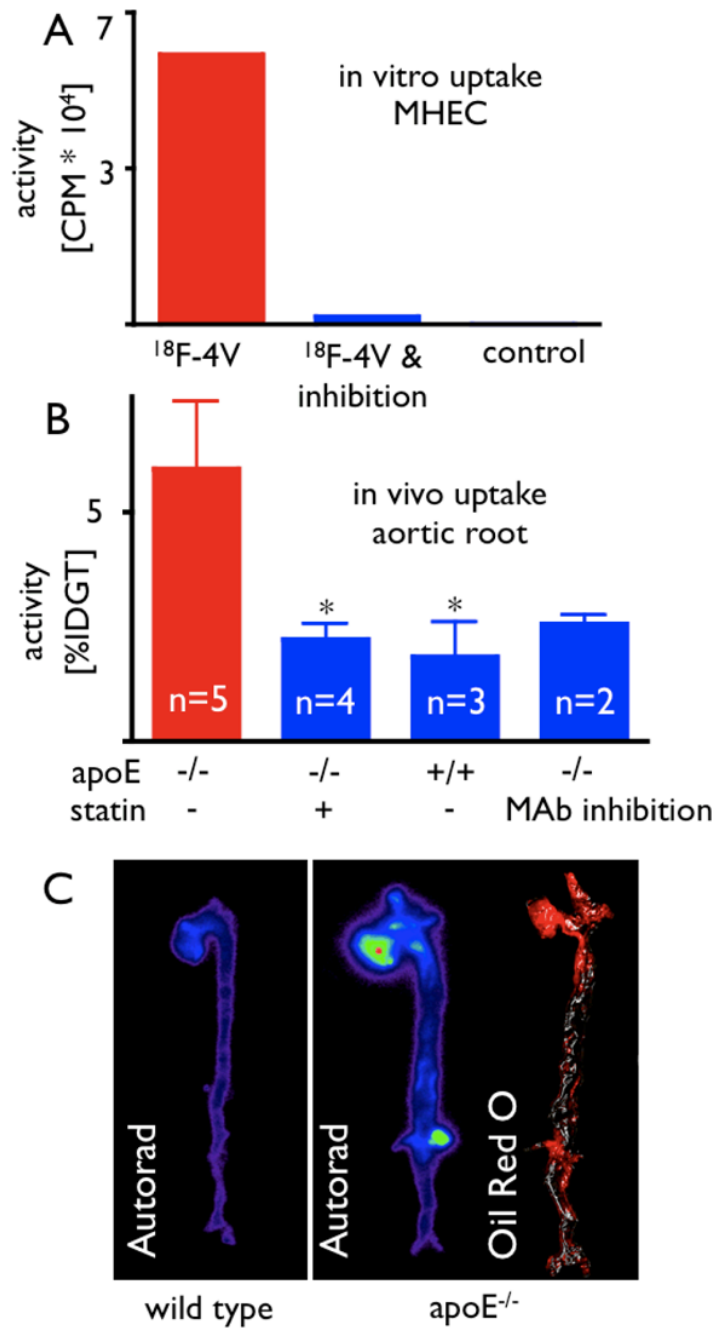 A
7
3
activity
[CPM * 10⁴]
in vitro uptake
MHEC
¹⁸F-4V
¹⁸F-4V &
inhibition
control
B
5
activity
[%IDGT]
in vivo uptake
aortic root
* *
n=5 n=4 n=3 n=2
apoE -/- -/- +/+ -/-
statin - + - MAb inhibition
C
Autorad
Autorad
Oil Red O
wild type
apoE⁻/⁻